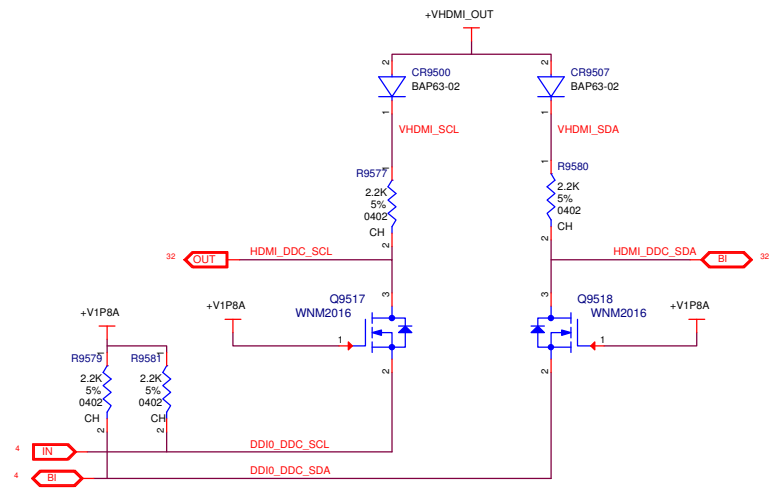 +VHDMI_OUT
2 2
CR9500 CR9507
BAP63-02 BAP63-02
1 1
VHDMI_SCL VHDMI_SDA
1 1
R9577 R9580
2.2K 2.2K
5% 5%
0402 0402
CH CH
2 2
32 OUT HDMI_DDC_SCL HDMI_DDC_SDA BI 32
3 3
Q9517 Q9518
+V1P8A WNM2016 WNM2016 +V1P8A
+V1P8A
1 1
R9579 R9581
1 1
2 2
2.2K 2.2K
5% 5%
0402 0402
CH CH
2 2
4 IN DDI0_DDC_SCL
4 BI DDI0_DDC_SDA